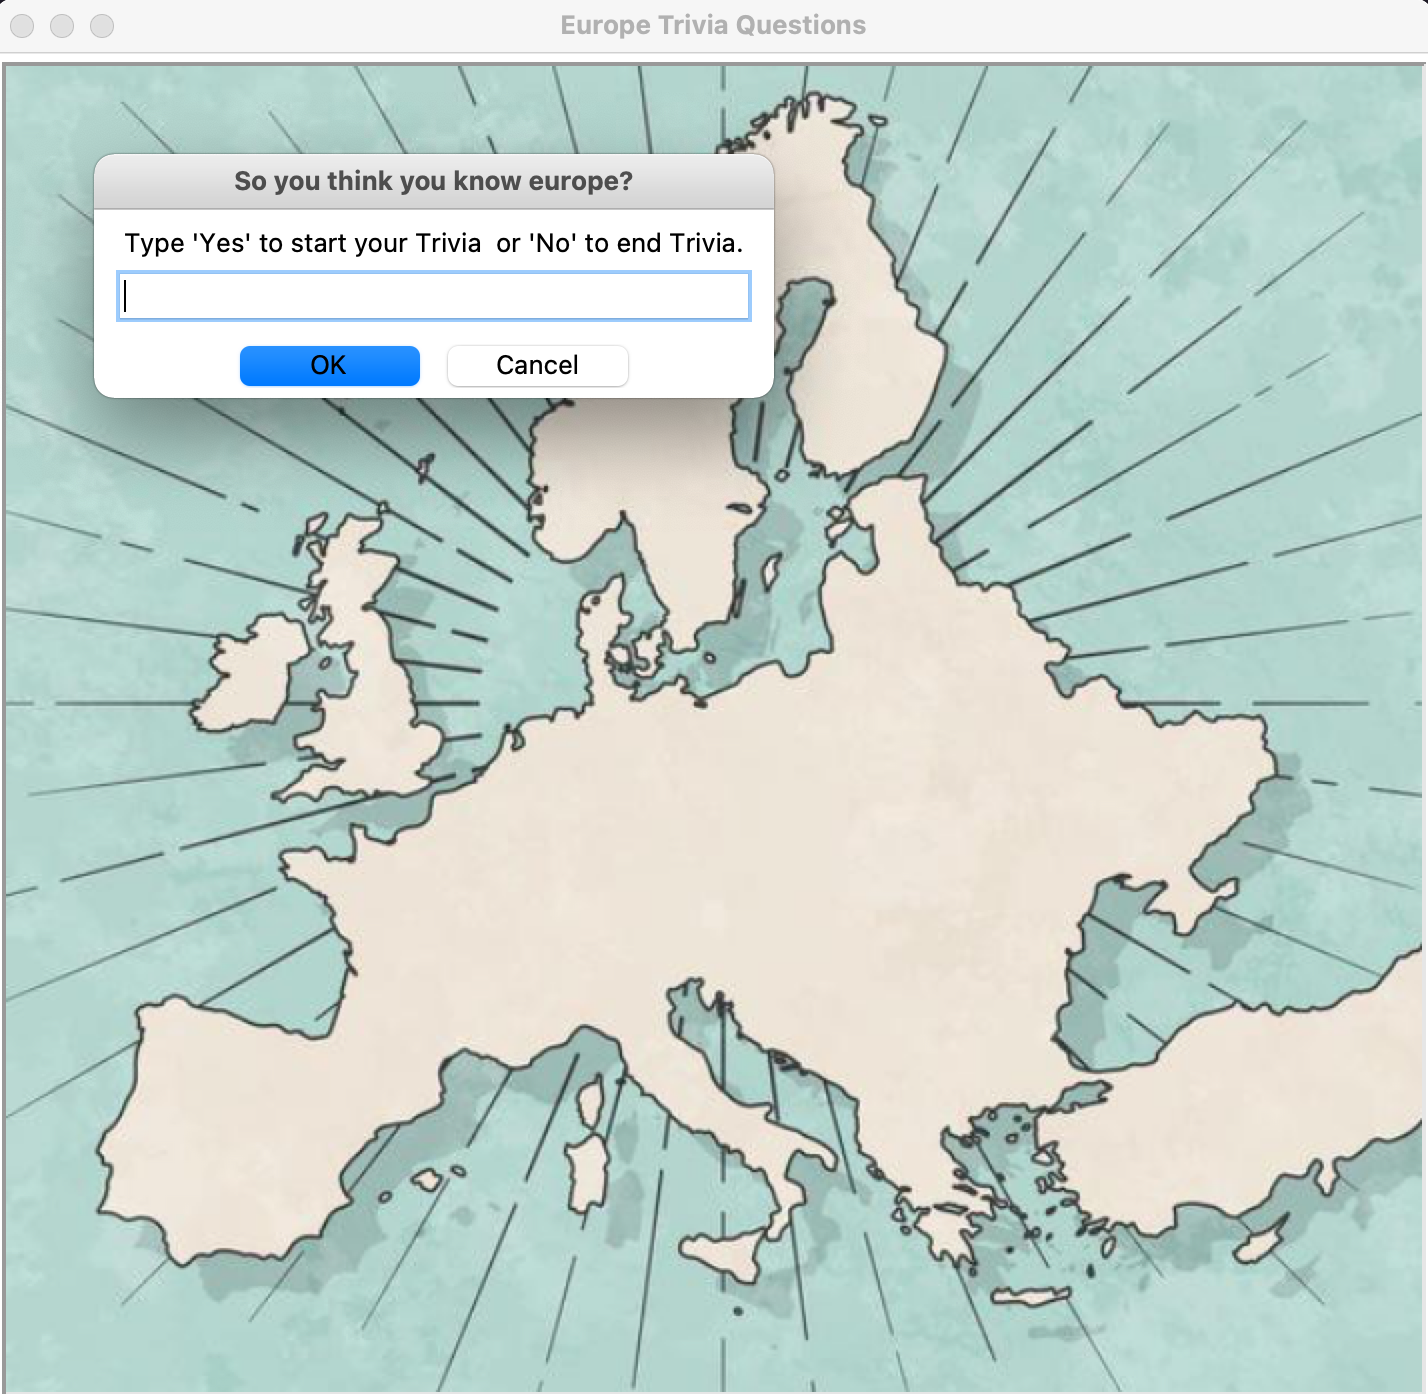 Europe Trivia Questions
So you think you know europe?
Type 'Yes' to start your Trivia  or 'No' to end Trivia.
OK
Cancel